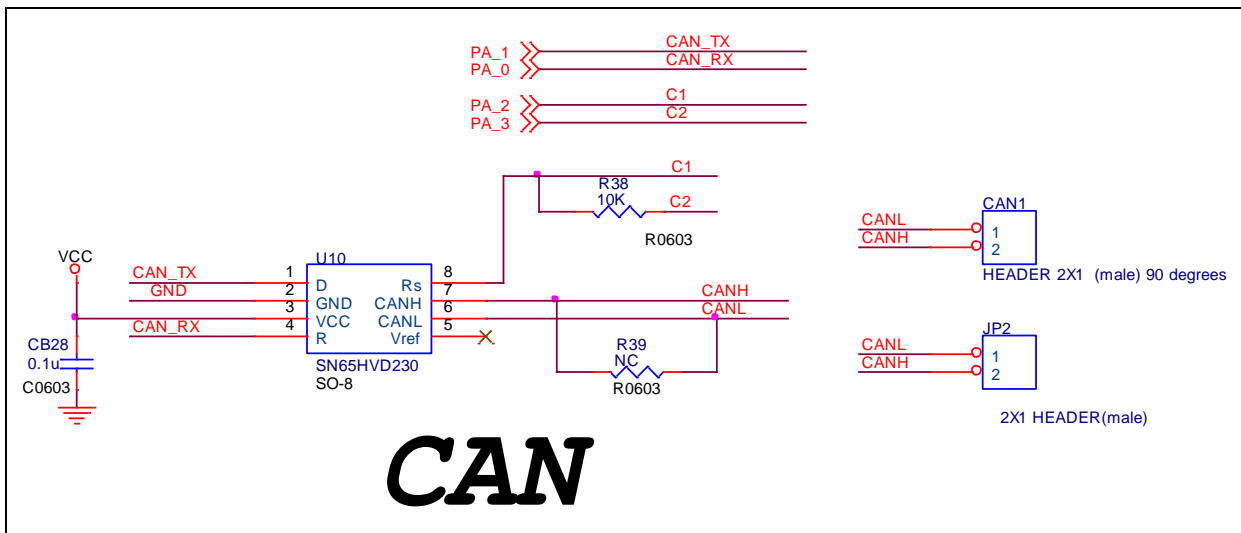 PA_1 CAN_TX
PA_0 CAN_RX
PA_2 C1
PA_3 C2
C1
R38
10K C2
R0603
CAN1
CANL 1
CANH 2
HEADER 2X1 (male) 90 degrees
VCC
U10
CAN_TX 1 D Rs 8
GND 2 GND CANH 7 CANH
3 VCC CANL 6 CANL
CAN_RX 4 R Vref 5
SN65HVD230
SO-8
CB28
0.1u
C0603
R39
NC
R0603
JP2
CANL 1
CANH 2
2X1 HEADER(male)
CAN